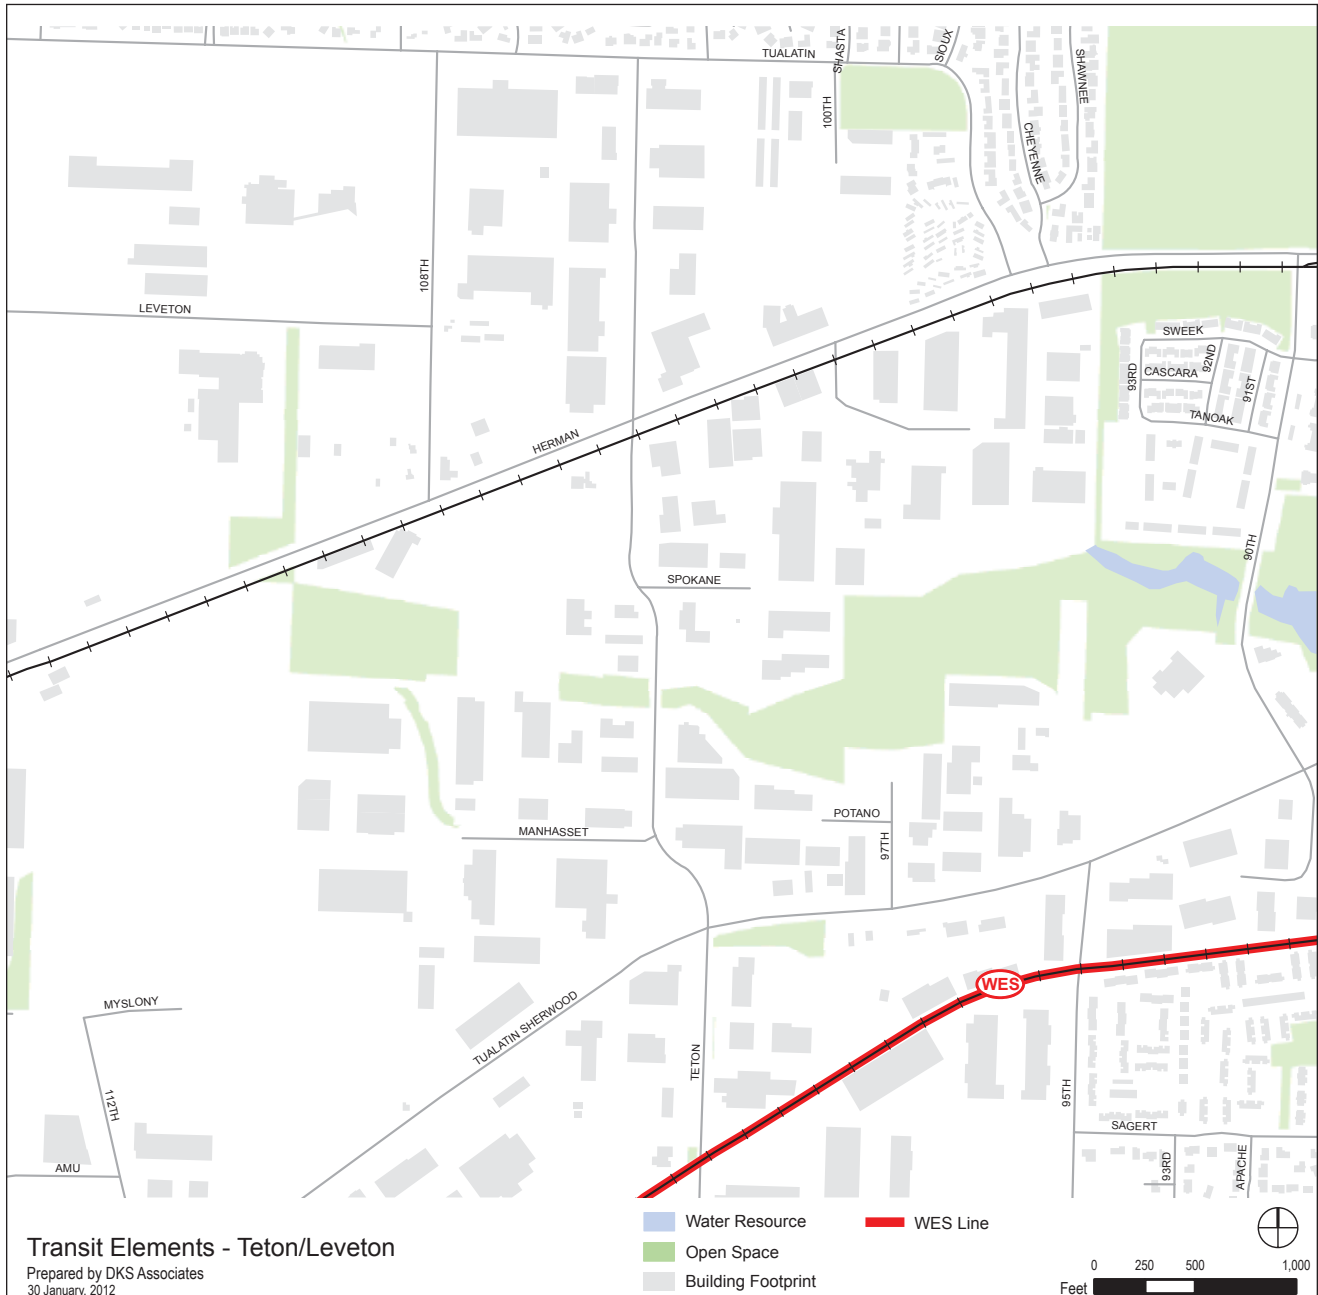 TUALATIN
SHASTA
SIOUX
SHAWNEE
100TH
CHEYENNE
108TH
LEVETON
SWEEK
92ND
93RD
CASCARA
91ST
TANOAK
HERMAN
90TH
SPOKANE
POTANO
MANHASSET
97TH
WES
MYSLONY
TUALATIN SHERWOOD
TETON
112TH
95TH
SAGERT
AMU
93RD
APACHE
Transit Elements - Teton/Leveton
Prepared by DKS Associates
30 January, 2012
Water Resource
Open Space
Building Footprint
WES Line
0 250 500 1,000
Feet